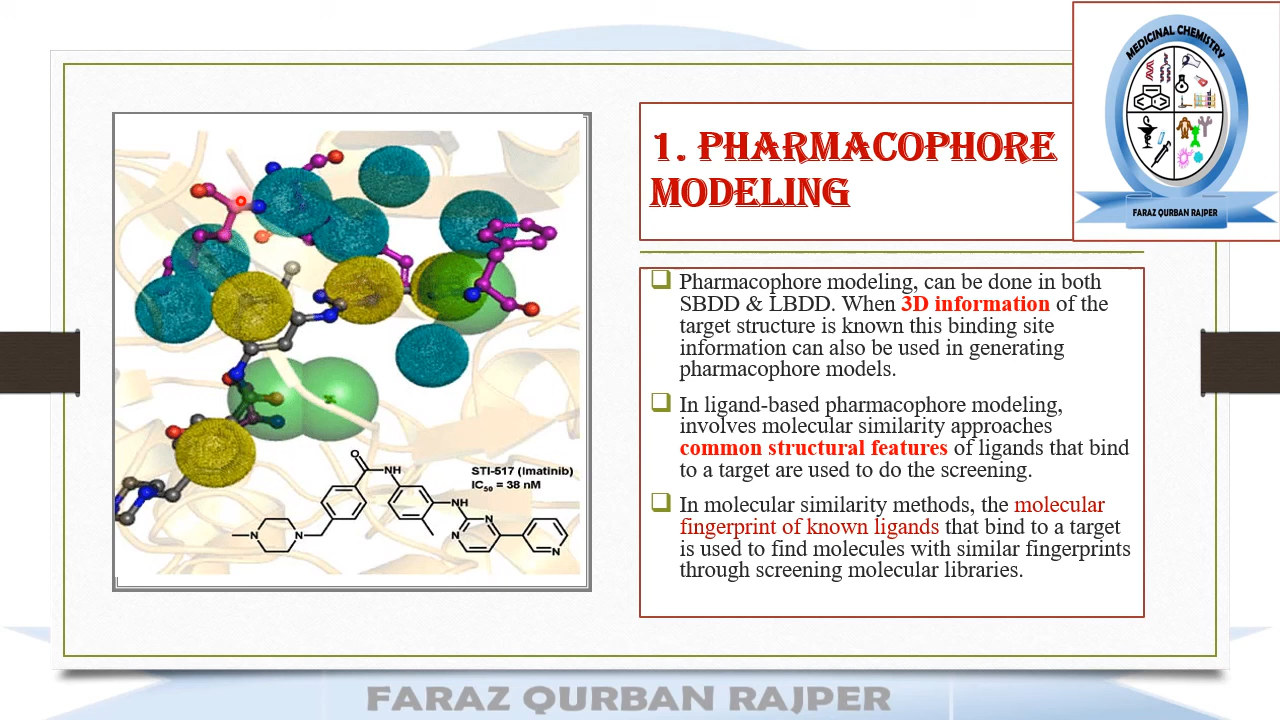 MEDICINAL CHEMISTRY
FARAZ QURBAN RAJPER
1. PHARMACOPHORE
MODELING
❑ Pharmacophore modeling, can be done in both
SBDD & LBDD. When 3D information of the
target structure is known this binding site
information can also be used in generating
pharmacophore models.
❑ In ligand-based pharmacophore modeling,
involves molecular similarity approaches
common structural features of ligands that bind
to a target are used to do the screening.
❑ In molecular similarity methods, the molecular
fingerprint of known ligands that bind to a target
is used to find molecules with similar fingerprints
through screening molecular libraries.
STI-517 (Imatinib)
IC₅₀ = 38 nM
O
NH
NH
N
N
N
N
N
FARAZ QURBAN RAJPER